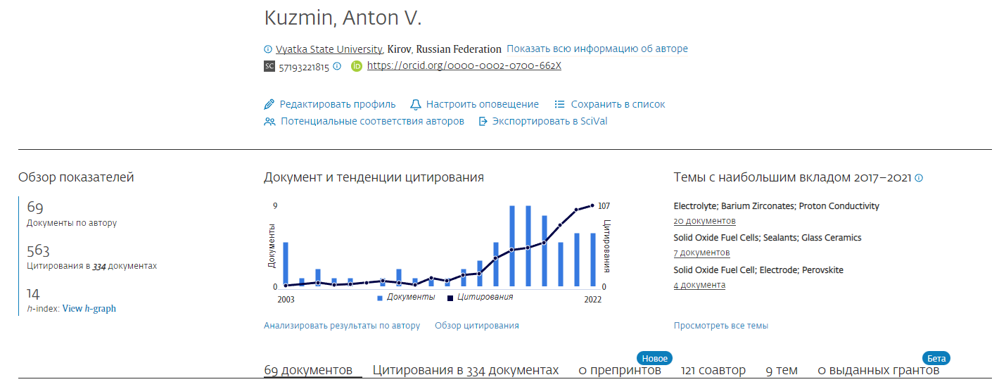 Kuzmin, Anton V.
Vyatka State University, Kirov, Russian Federation Показать всю информацию об авторе
SC 57193221815 iD https://orcid.org/0000-0002-0700-662X
Редактировать профиль Настроить оповещение Сохранить в список
Потенциальные соответствия авторов Экспортировать в SciVal
Обзор показателей
69
Документы по автору
563
Цитирования в 334 документах
14
h-index: View h-graph
Документ и тенденции цитирования
9 107
Документы
Цитирования
0 0
2003 2022
Документы Цитирования
Анализировать результаты по автору Обзор цитирования
Темы с наибольшим вкладом 2017–2021
Electrolyte; Barium Zirconates; Proton Conductivity
20 документов
Solid Oxide Fuel Cells; Sealants; Glass Ceramics
7 документов
Solid Oxide Fuel Cell; Electrode; Perovskite
4 документа
Просмотреть все темы
Новое Бета
69 документов Цитирования в 334 документах 0 препринтов 121 соавтор 9 тем 0 выданных грантов